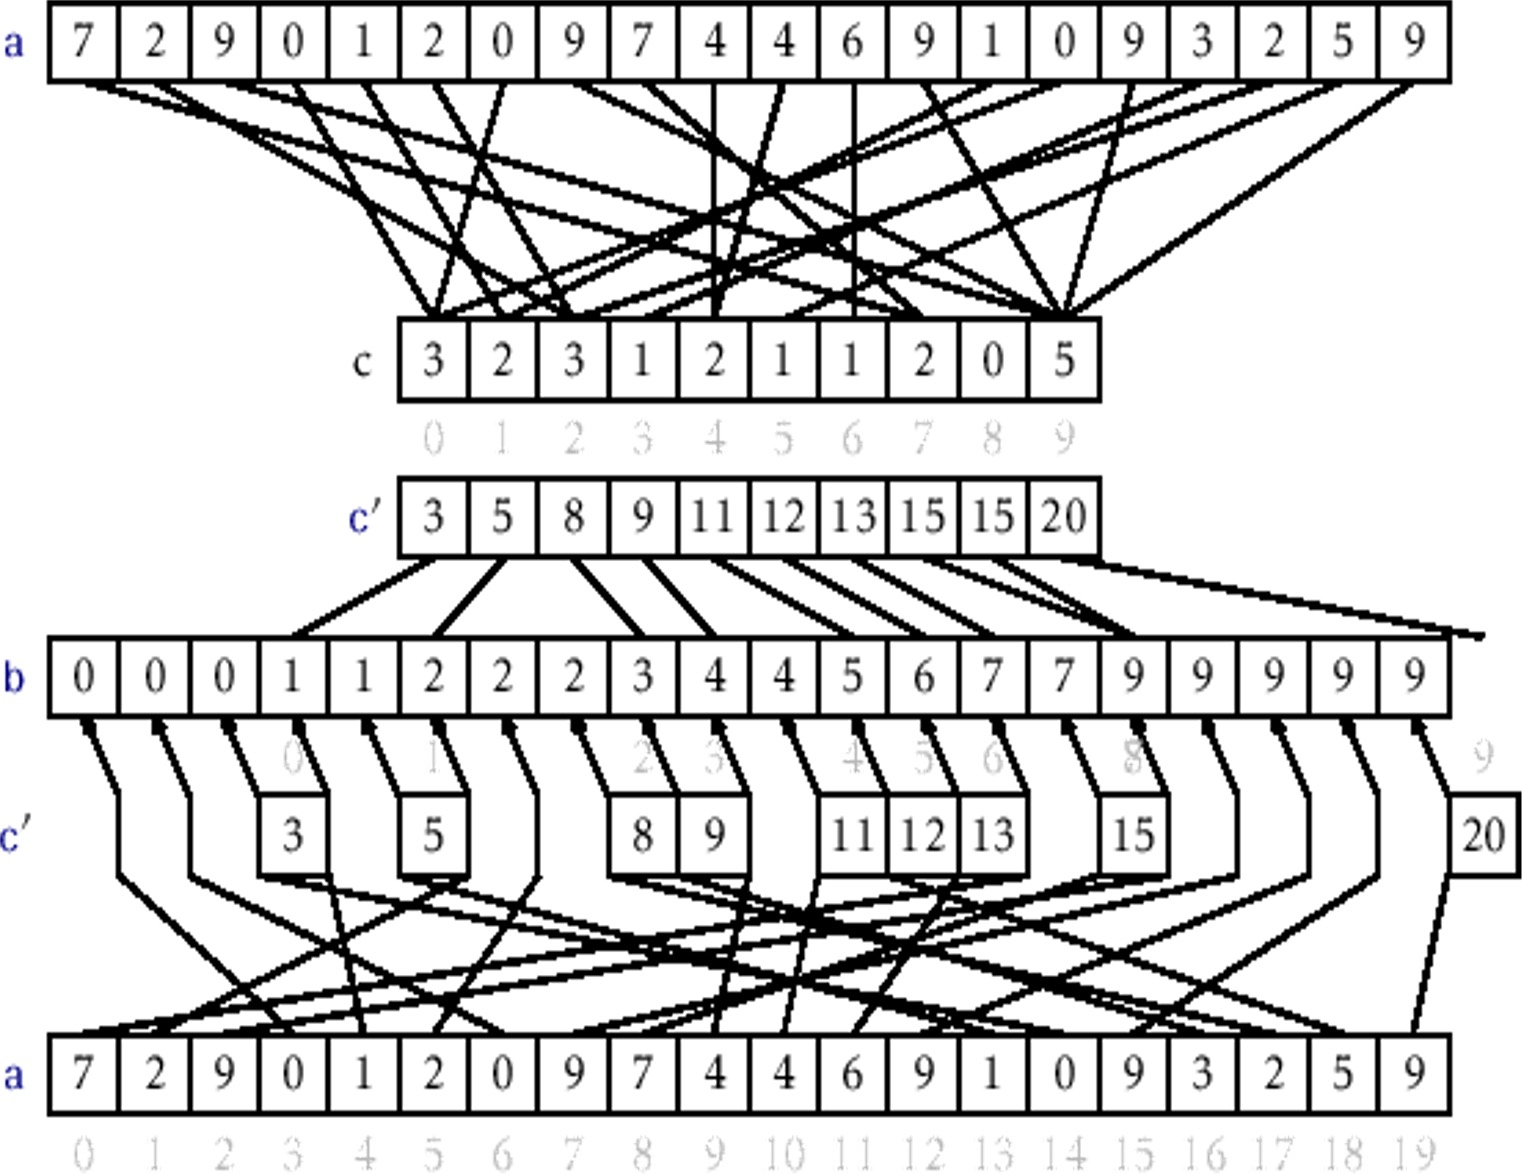 a 7 2 9 0 1 2 0 9 7 4 4 6 9 1 0 9 3 2 5 9
c 3 2 3 1 2 1 1 2 0 5
0 1 2 3 4 5 6 7 8 9
c′ 3 5 8 9 11 12 13 15 15 20
b 0 0 0 1 1 2 2 2 3 4 4 5 6 7 7 9 9 9 9 9
0 1 2 3 4 5 6 8 9
c′ 3 5 8 9 11 12 13 15 20
a 7 2 9 0 1 2 0 9 7 4 4 6 9 1 0 9 3 2 5 9
0 1 2 3 4 5 6 7 8 9 10 11 12 13 14 15 16 17 18 19